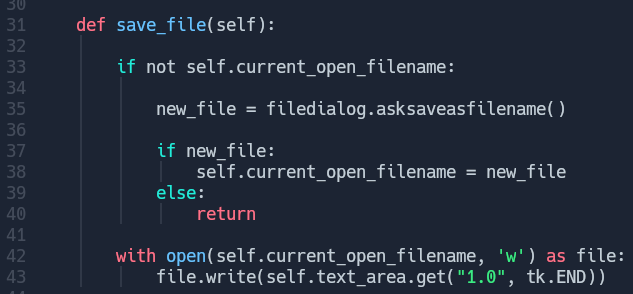 30
31 def save_file(self):
32
33 if not self.current_open_filename:
34
35 new_file = filedialog.asksaveasfilename()
36
37 if new_file:
38 self.current_open_filename = new_file
39 else:
40 return
41
42 with open(self.current_open_filename, 'w') as file:
43 file.write(self.text_area.get("1.0", tk.END))